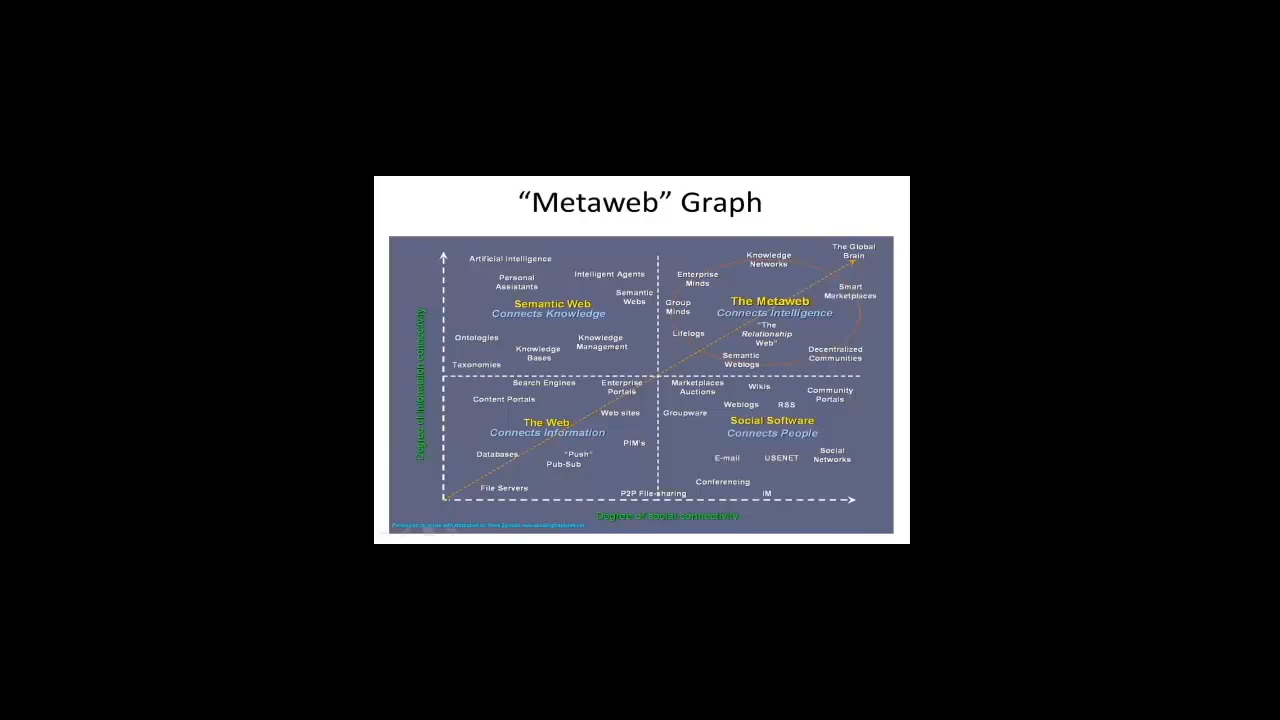 “Metaweb” Graph
The Global
Brain
Knowledge
Networks
Artificial Intelligence
Personal
Assistants
Intelligent Agents
Semantic
Webs
Semantic Web
Connects Knowledge
Ontologies
Knowledge
Management
Knowledge
Bases
Taxonomies
Enterprise
Minds
Smart
Marketplaces
Group
Minds
The Metaweb
Connects Intelligence
"The
Relationship
Web"
Lifelogs
Semantic
Weblogs
Decentralized
Communities
Search Engines
Enterprise
Portals
Content Portals
Web sites
The Web
Connects Information
PIM's
Databases
"Push"
Pub-Sub
File Servers
P2P File-sharing
Marketplaces
Auctions
Wikis
Community
Portals
Weblogs
RSS
Groupware
Social Software
Connects People
E-mail
USENET
Social
Networks
Conferencing
IM
Degree of information connectivity
Degree of social connectivity